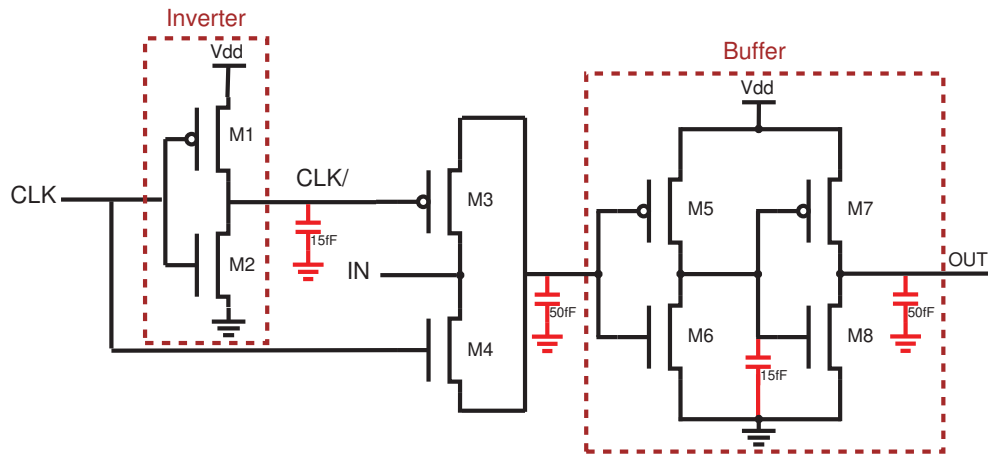 Inverter
Vdd
M1
CLK
CLK/
M2
15fF
M3
IN
M4
50fF
Buffer
Vdd
M5
M7
M6
M8
15fF
OUT
50fF